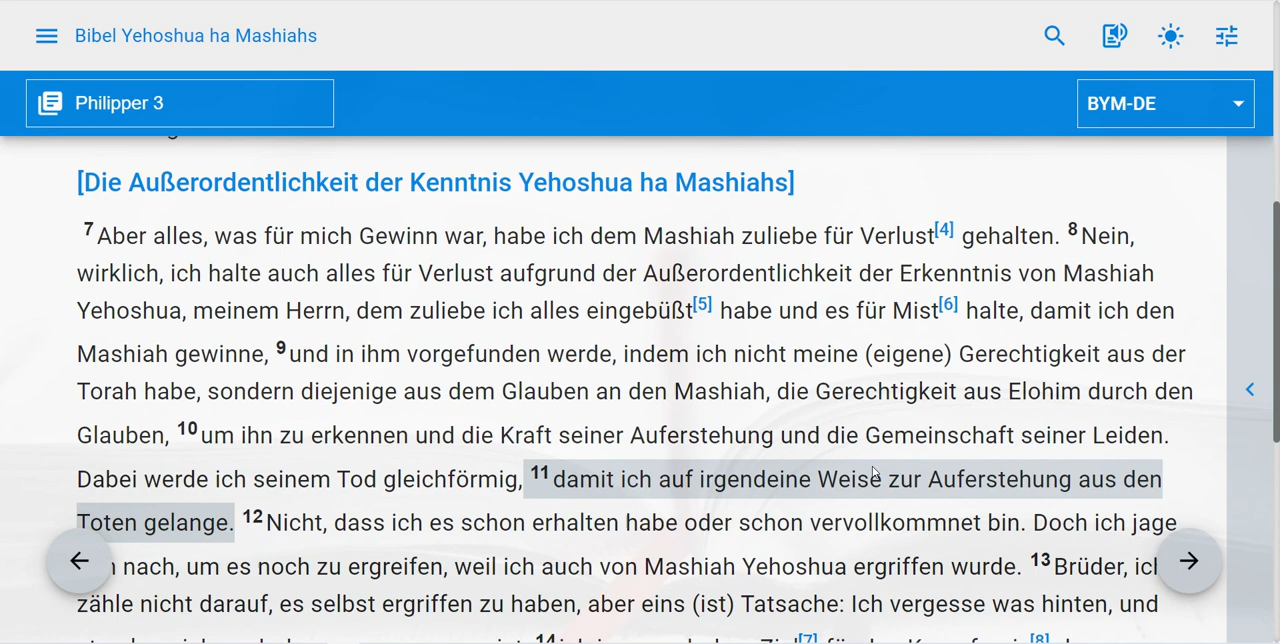 Bibel Yehoshua ha Mashiahs
Philipper 3
BYM-DE
[Die Außerordentlichkeit der Kenntnis Yehoshua ha Mashiahs]
7 Aber alles, was für mich Gewinn war, habe ich dem Mashiah zuliebe für Verlust[4] gehalten. 8 Nein,
wirklich, ich halte auch alles für Verlust aufgrund der Außerordentlichkeit der Erkenntnis von Mashiah
Yehoshua, meinem Herrn, dem zuliebe ich alles eingebüßt[5] habe und es für Mist[6] halte, damit ich den
Mashiah gewinne, 9 und in ihm vorgefunden werde, indem ich nicht meine (eigene) Gerechtigkeit aus der
Torah habe, sondern diejenige aus dem Glauben an den Mashiah, die Gerechtigkeit aus Elohim durch den
Glauben, 10 um ihn zu erkennen und die Kraft seiner Auferstehung und die Gemeinschaft seiner Leiden.
Dabei werde ich seinem Tod gleichförmig, 11 damit ich auf irgendeine Weise zur Auferstehung aus den
Toten gelange. 12 Nicht, dass ich es schon erhalten habe oder schon vervollkommnet bin. Doch ich jage
nach, um es noch zu ergreifen, weil ich auch von Mashiah Yehoshua ergriffen wurde. 13 Brüder, ich
zähle nicht darauf, es selbst ergriffen zu haben, aber eins (ist) Tatsache: Ich vergesse was hinten, und